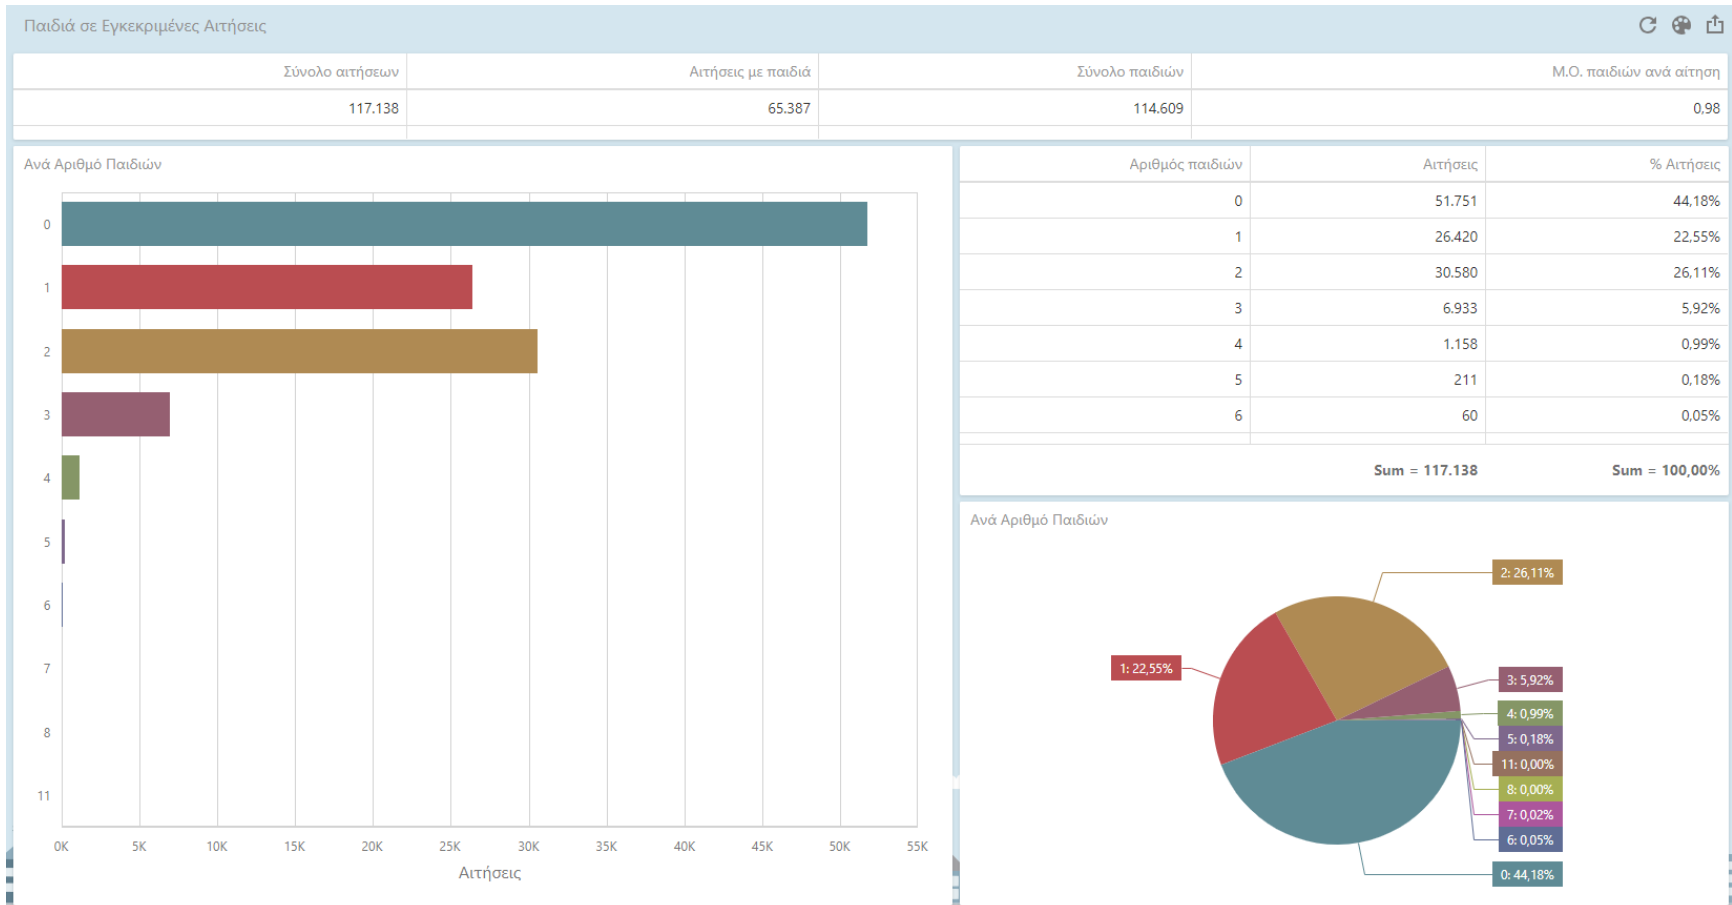 Παιδιά σε Εγκεκριμένες Αιτήσεις
Σύνολο αιτήσεων Αιτήσεις με παιδιά Σύνολο παιδιών Μ.Ο. παιδιών ανά αίτηση
117.138 65.387 114.609 0,98
Ανά Αριθμό Παιδιών
0
1
2
3
4
5
6
7
8
11
0K 5K 10K 15K 20K 25K 30K 35K 40K 45K 50K 55K
Αιτήσεις
Αριθμός παιδιών Αιτήσεις % Αιτήσεις
0 51.751 44,18%
1 26.420 22,55%
2 30.580 26,11%
3 6.933 5,92%
4 1.158 0,99%
5 211 0,18%
6 60 0,05%
Sum = 117.138 Sum = 100,00%
Ανά Αριθμό Παιδιών
2: 26,11%
1: 22,55%
3: 5,92%
4: 0,99%
5: 0,18%
11: 0,00%
8: 0,00%
7: 0,02%
6: 0,05%
0: 44,18%